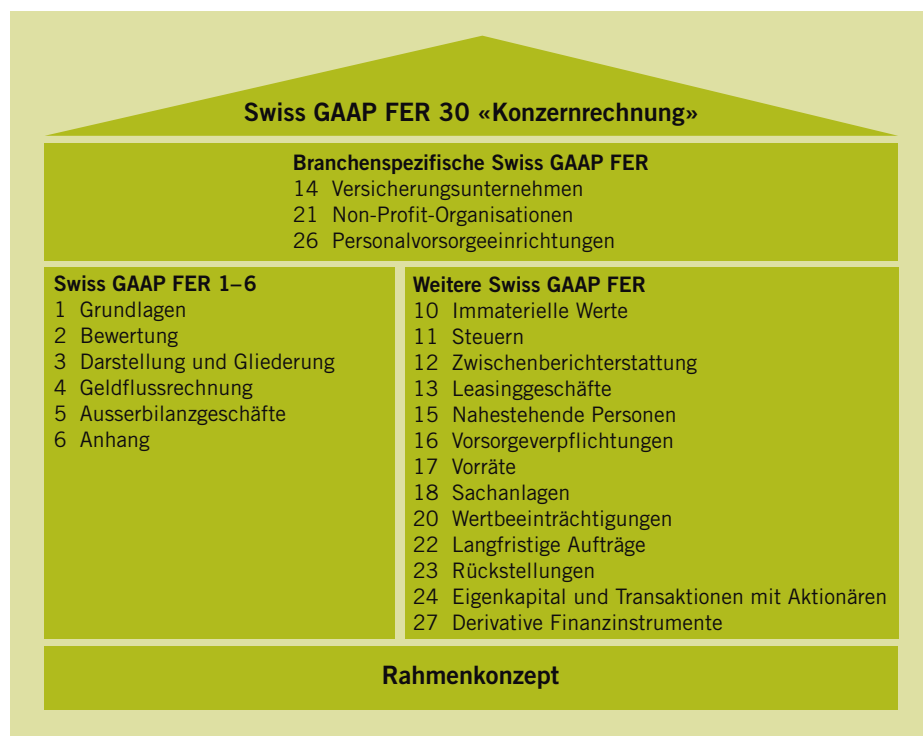 Swiss GAAP FER 30 «Konzernrechnung»
Branchenspezifische Swiss GAAP FER
14 Versicherungsunternehmen
21 Non-Profit-Organisationen
26 Personalvorsorgeeinrichtungen
Swiss GAAP FER 1–6
1 Grundlagen
2 Bewertung
3 Darstellung und Gliederung
4 Geldflussrechnung
5 Ausserbilanzgeschäfte
6 Anhang
Weitere Swiss GAAP FER
10 Immaterielle Werte
11 Steuern
12 Zwischenberichterstattung
13 Leasinggeschäfte
15 Nahestehende Personen
16 Vorsorgeverpflichtungen
17 Vorräte
18 Sachanlagen
20 Wertbeeinträchtigungen
22 Langfristige Aufträge
23 Rückstellungen
24 Eigenkapital und Transaktionen mit Aktionären
27 Derivative Finanzinstrumente
Rahmenkonzept